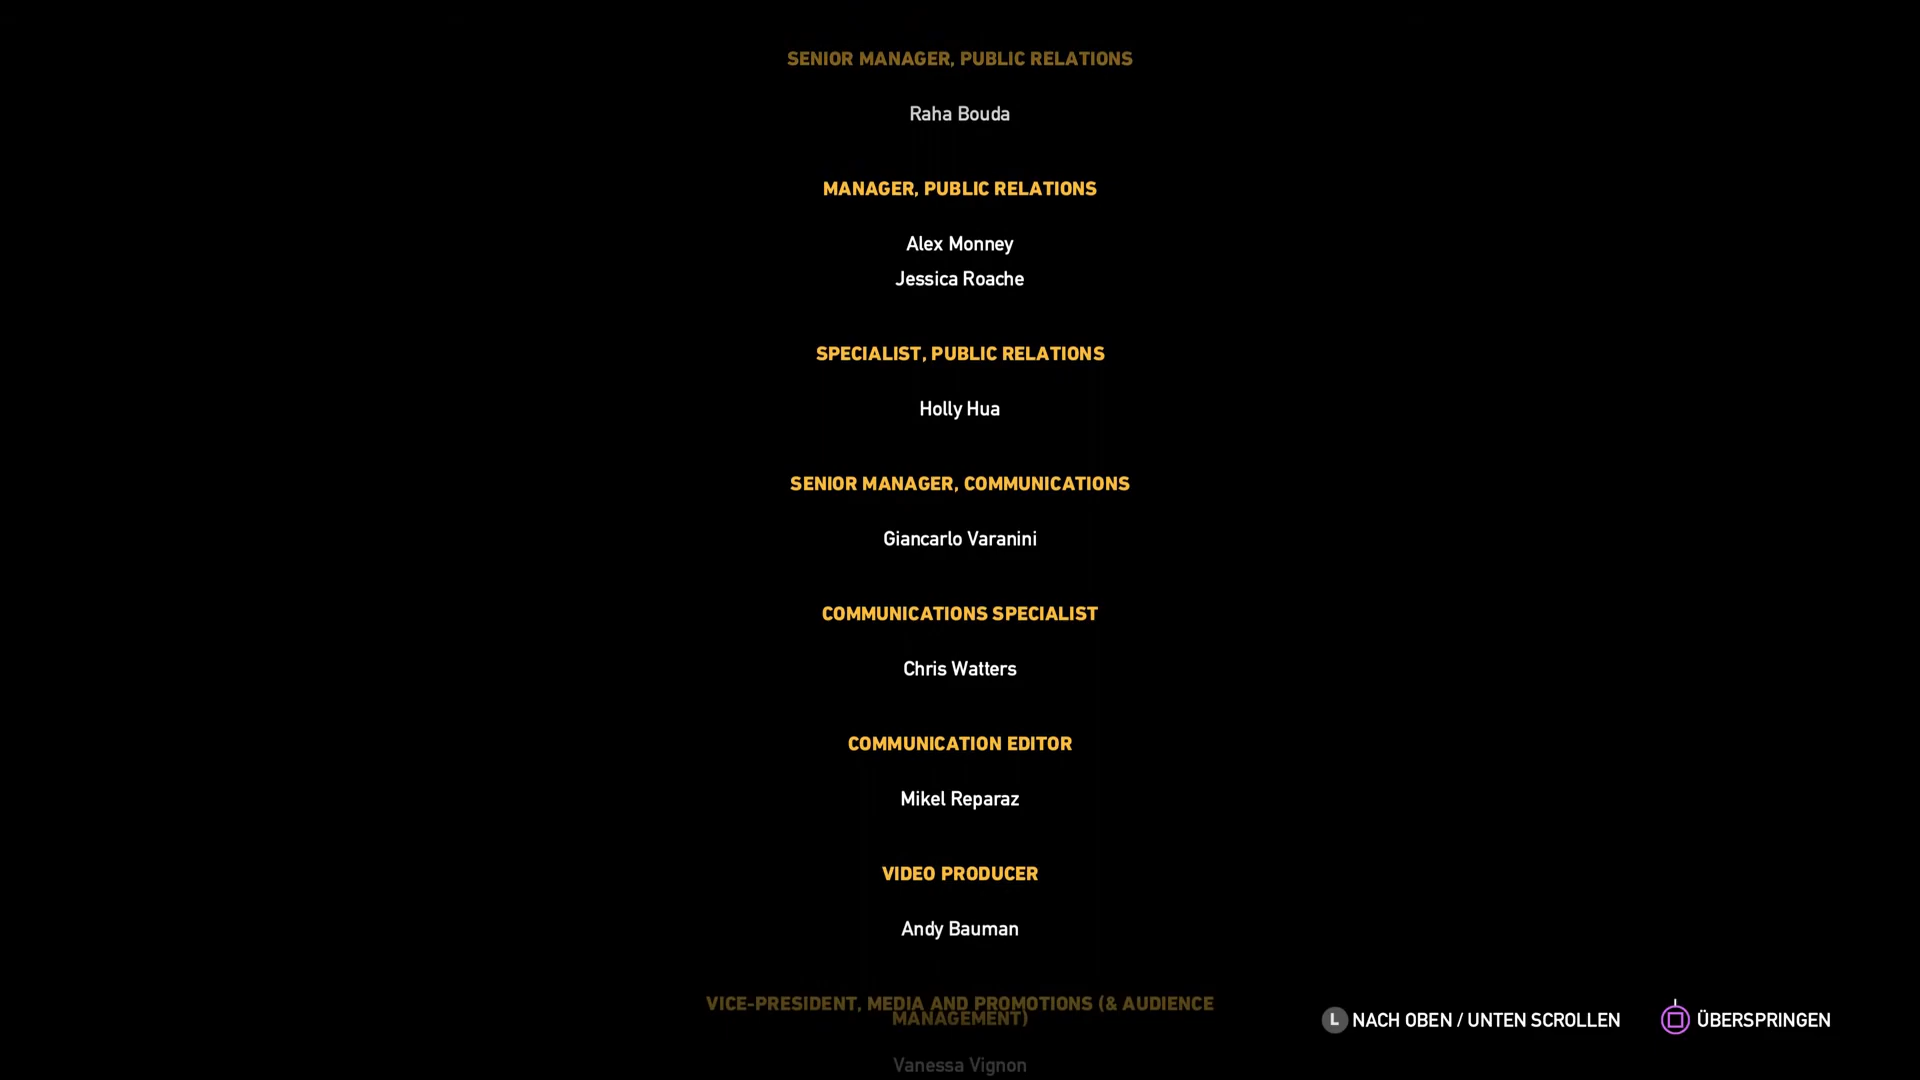 SENIOR MANAGER, PUBLIC RELATIONS
Raha Bouda
MANAGER, PUBLIC RELATIONS
Alex Monney
Jessica Roache
SPECIALIST, PUBLIC RELATIONS
Holly Hua
SENIOR MANAGER, COMMUNICATIONS
Giancarlo Varanini
COMMUNICATIONS SPECIALIST
Chris Watters
COMMUNICATION EDITOR
Mikel Reparaz
VIDEO PRODUCER
Andy Bauman
VICE-PRESIDENT, MEDIA AND PROMOTIONS (& AUDIENCE
MANAGEMENT)
Vanessa Vignon
L NACH OBEN / UNTEN SCROLLEN ÜBERSPRINGEN